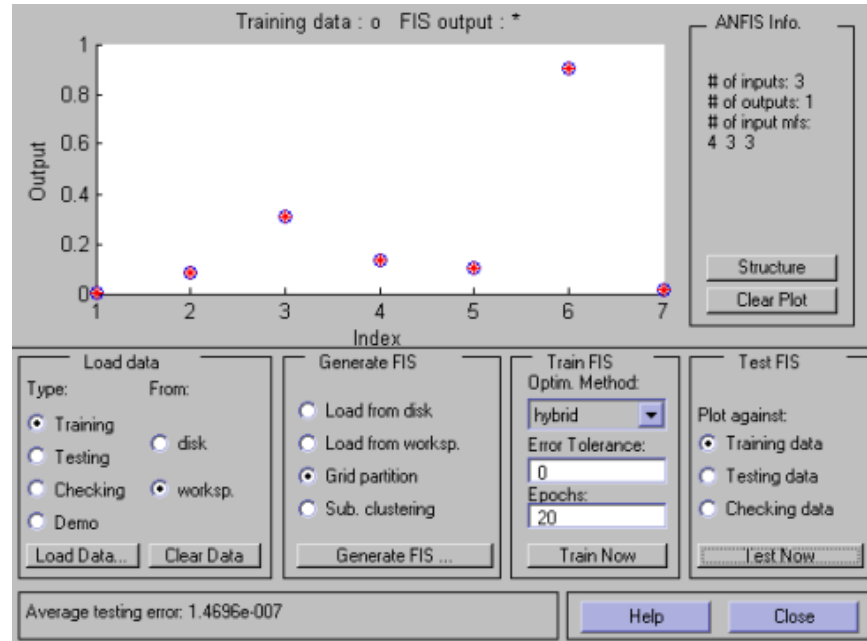 Training data : o   FIS output : *
ANFIS Info.
# of inputs: 3
# of outputs: 1
# of input mfs:
4  3  3
Structure
Clear Plot
Output
1
0.8
0.6
0.4
0.2
0
1 2 3 4 5 6 7
Index
Load data
Type: From:
Training
Testing
Checking
Demo
disk
worksp.
Load Data... Clear Data
Generate FIS
Load from disk
Load from worksp.
Grid partition
Sub. clustering
Generate FIS ...
Train FIS
Optim. Method:
hybrid
Error Tolerance:
0
Epochs:
20
Train Now
Test FIS
Plot against:
Training data
Testing data
Checking data
Test Now
Average testing error: 1.4696e-007
Help Close